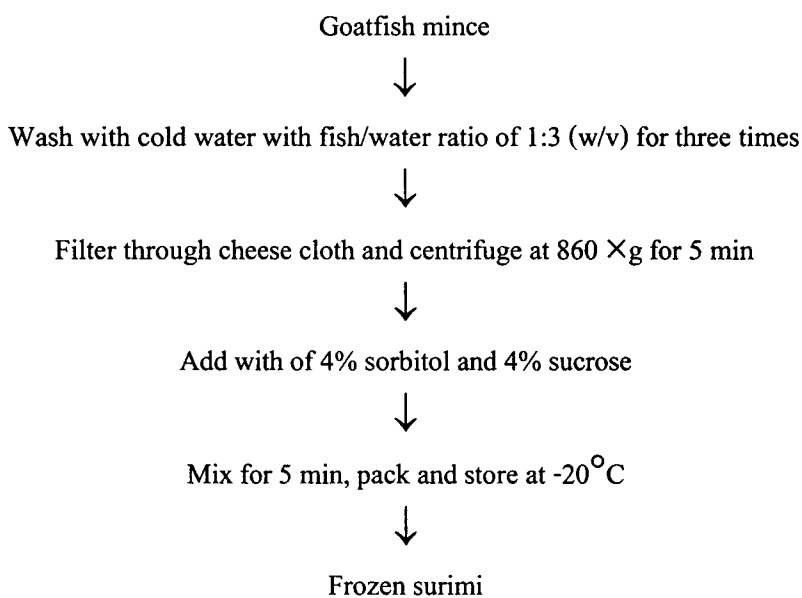 Goatfish mince
Wash with cold water with fish/water ratio of 1:3 (w/v) for three times
Filter through cheese cloth and centrifuge at 860 ×g for 5 min
Add with of 4% sorbitol and 4% sucrose
Mix for 5 min, pack and store at -20°C
Frozen surimi